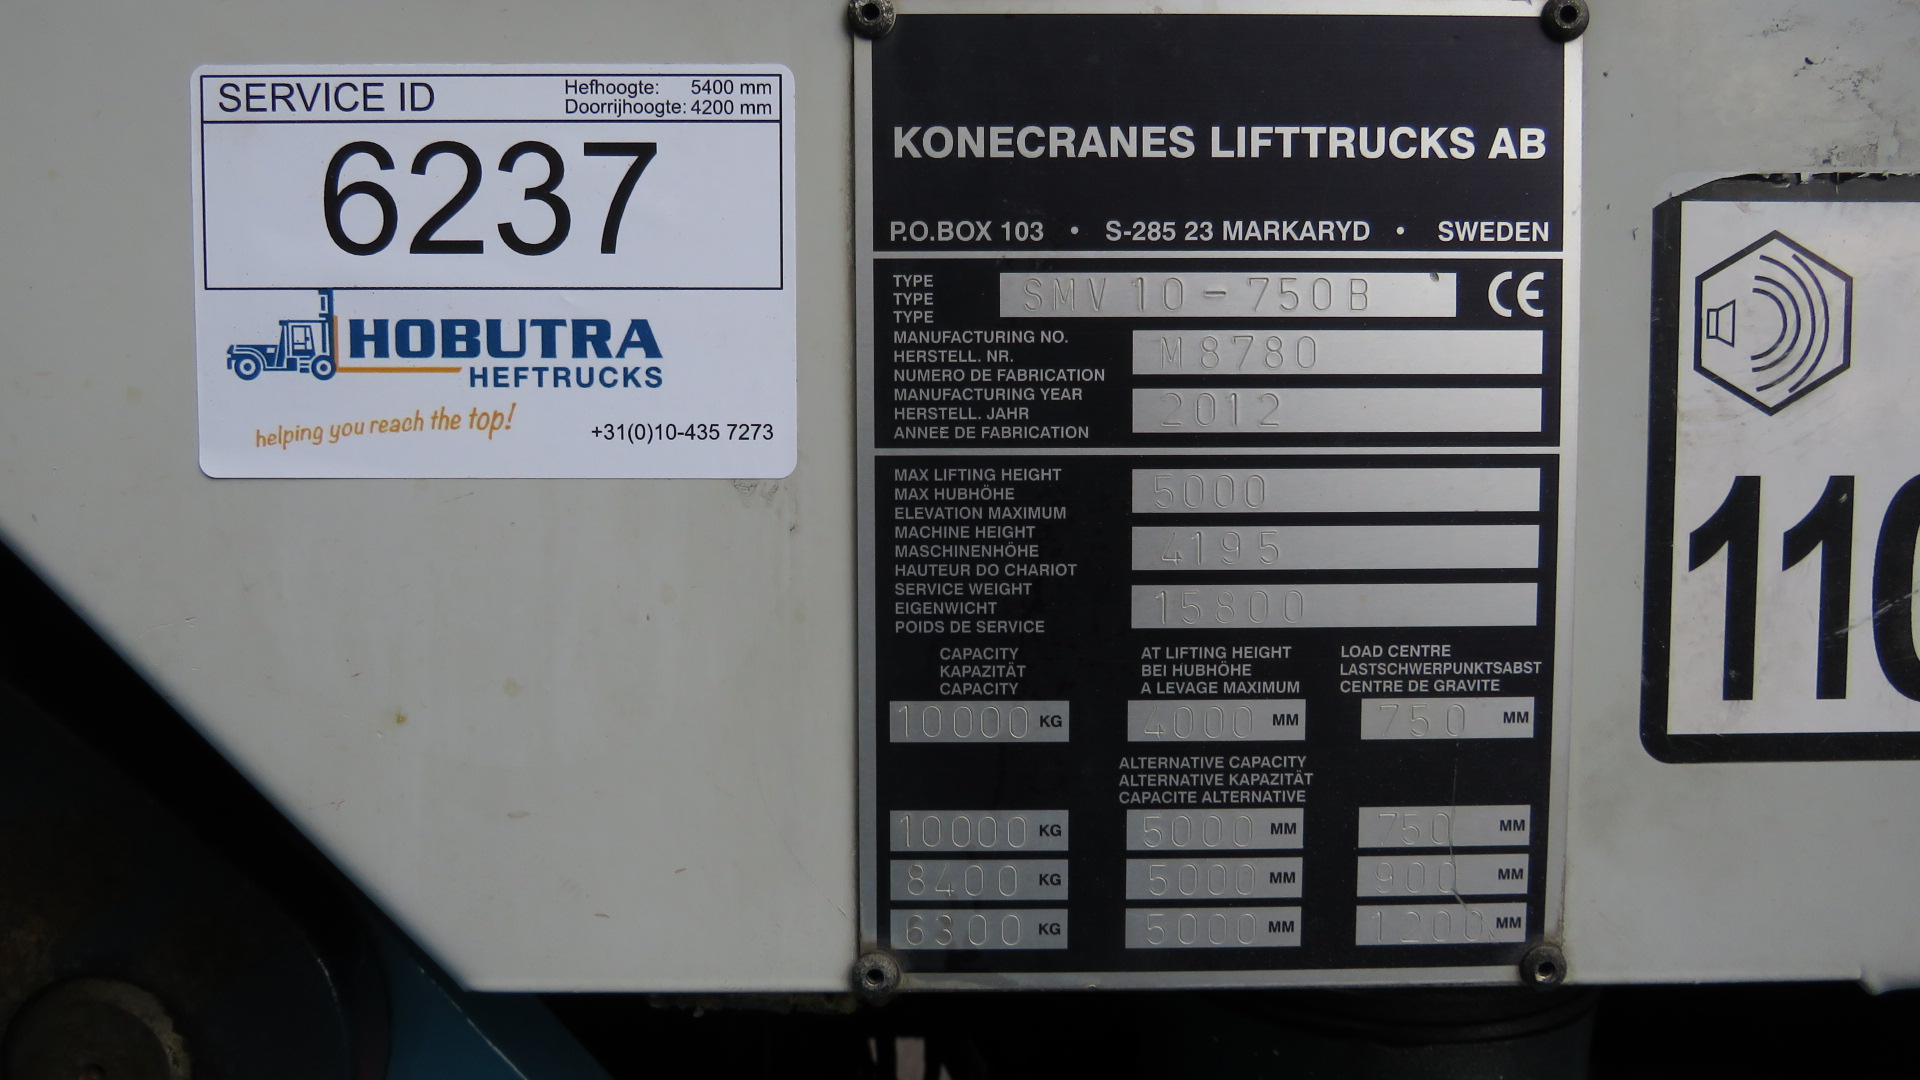 SERVICE ID
Hefhoogte: 5400 mm
Doorrijhoogte: 4200 mm
6237
HOBUTRA
HEFTRUCKS
helping you reach the top!
+31(0)10-435 7273
KONECRANES LIFTTRUCKS AB
P.O.BOX 103 • S-285 23 MARKARYD • SWEDEN
TYPE
TYPE
TYPE
SMV 10-750B
CE
MANUFACTURING NO.
HERSTELL. NR.
NUMERO DE FABRICATION
M8780
MANUFACTURING YEAR
HERSTELL. JAHR
ANNEE DE FABRICATION
2012
MAX LIFTING HEIGHT
MAX HUBHÖHE
ELEVATION MAXIMUM
5000
MACHINE HEIGHT
MASCHINENHÖHE
HAUTEUR DO CHARIOT
4195
SERVICE WEIGHT
EIGENWICHT
POIDS DE SERVICE
15800
CAPACITY
KAPAZITÄT
CAPACITY
AT LIFTING HEIGHT
BEI HUBHÖHE
A LEVAGE MAXIMUM
LOAD CENTRE
LASTSCHWERPUNKTSABST
CENTRE DE GRAVITE
10000 KG 4000 MM 750 MM
ALTERNATIVE CAPACITY
ALTERNATIVE KAPAZITÄT
CAPACITE ALTERNATIVE
10000 KG 5000 MM 750 MM
8400 KG 5000 MM 900 MM
6300 KG 5000 MM 1200 MM
110